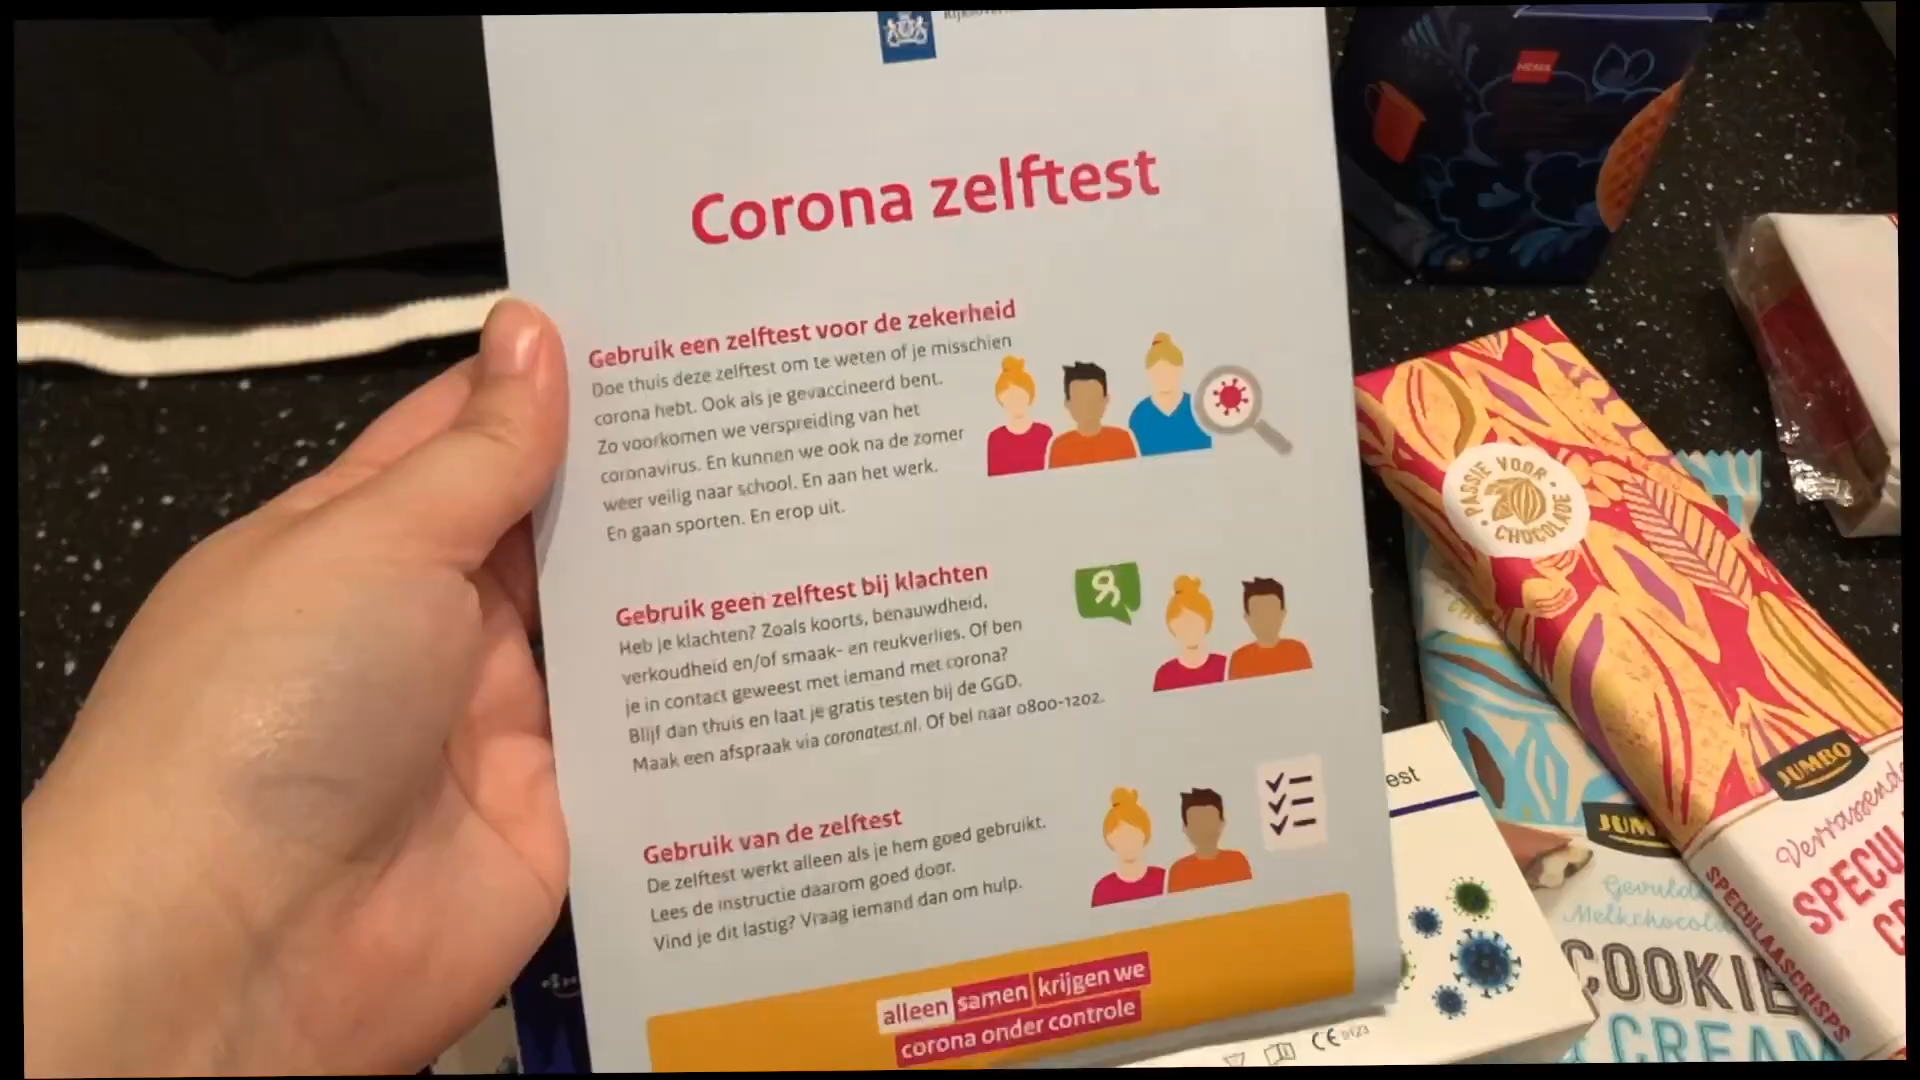 Corona zelftest
Gebruik een zelftest voor de zekerheid
Doe thuis deze zelftest om te weten of je misschien
corona hebt. Ook als je gevaccineerd bent.
Zo voorkomen we verspreiding van het
coronavirus. En kunnen we ook na de zomer
weer veilig naar school. En aan het werk.
En gaan sporten. En erop uit.
Gebruik geen zelftest bij klachten
Heb je klachten? Zoals koorts, benauwdheid,
verkoudheid en/of smaak- en reukverlies. Of ben
je in contact geweest met iemand met corona?
Blijf dan thuis en laat je gratis testen bij de GGD.
Maak een afspraak via coronatest.nl. Of bel naar 0800-1202.
Gebruik van de zelftest
De zelftest werkt alleen als je hem goed gebruikt.
Lees de instructie daarom goed door.
Vind je dit lastig? Vraag iemand dan om hulp.
alleen samen krijgen we
corona onder controle
HEMA
PASSIE VOOR
CHOCOLADE
JUMBO
Verrassend
SPECUL
SPECULAASCRISPS
JUM
Gevulde
Melkchocol
COOKIE
CREAM
est
CE 0123